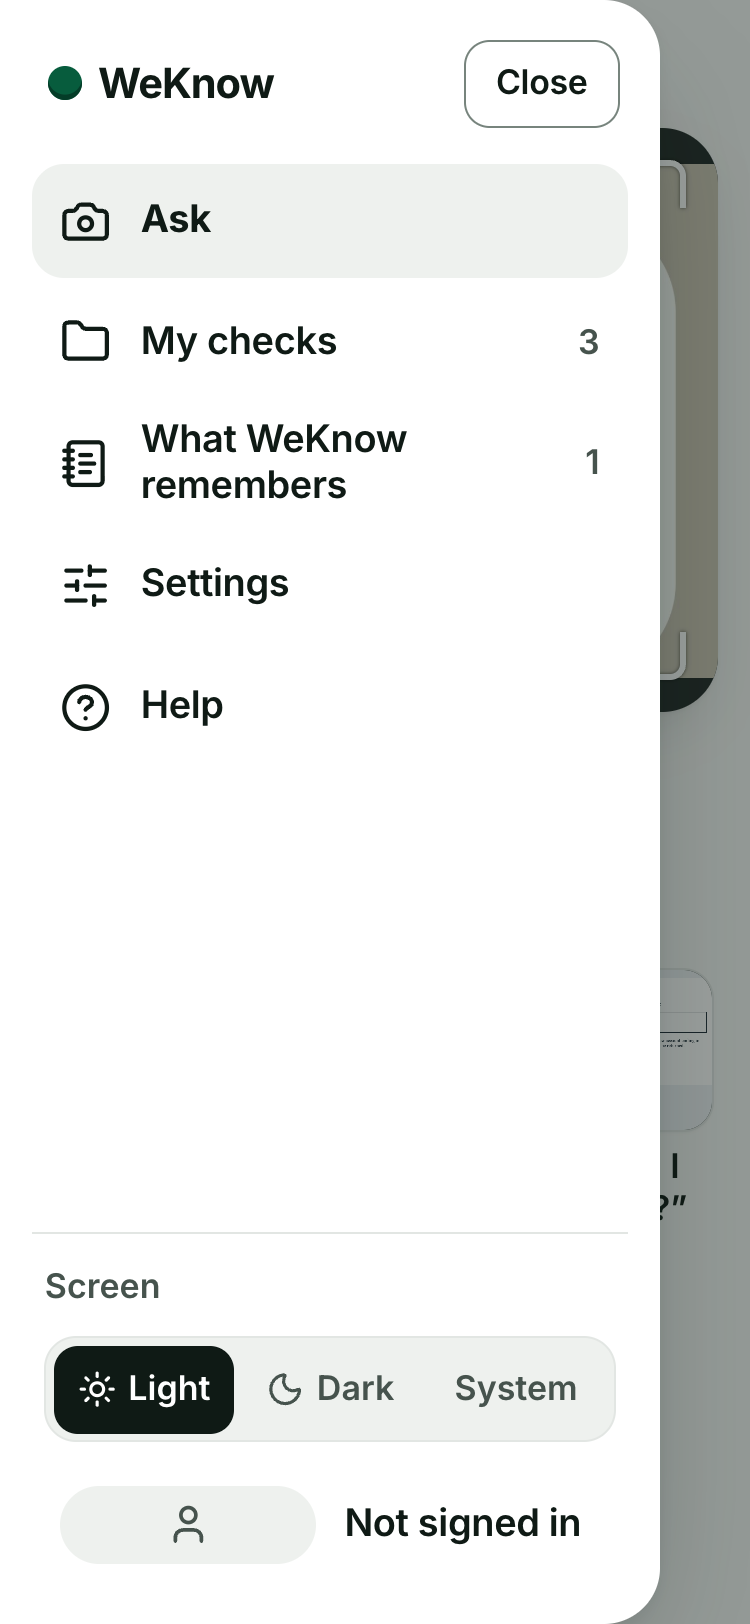 WeKnow
Close
Ask
My checks
3
What WeKnow
remembers
1
Settings
Help
I
?”
Screen
Light
Dark
System
Not signed in